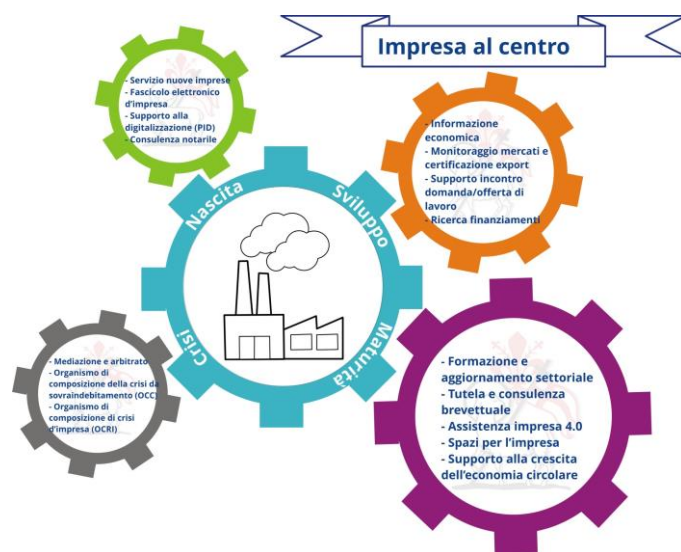 Impresa al centro
- Servizio nuove imprese
- Fascicolo elettronico
d'impresa
- Supporto alla
digitalizzazione (PID)
- Consulenza notarile
- Informazione
economica
- Monitoraggio mercati e
certificazione export
- Supporto incontro
domanda/offerta di
lavoro
- Ricerca finanziamenti
Nascita
Sviluppo
Crisi
Maturità
- Mediazione e arbitrato
- Organismo di
composizione della crisi da
sovraindebitamento (OCC)
- Organismo di
composizione di crisi
d'impresa (OCRI)
- Formazione e
aggiornamento settoriale
- Tutela e consulenza
brevettuale
- Assistenza impresa 4.0
- Spazi per l'impresa
- Supporto alla crescita
dell'economia circolare